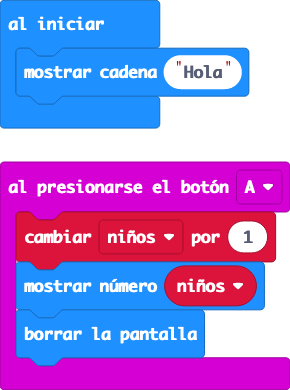 al iniciar
mostrar cadena "Hola"
al presionarse el botón A
cambiar niños por 1
mostrar número niños
borrar la pantalla